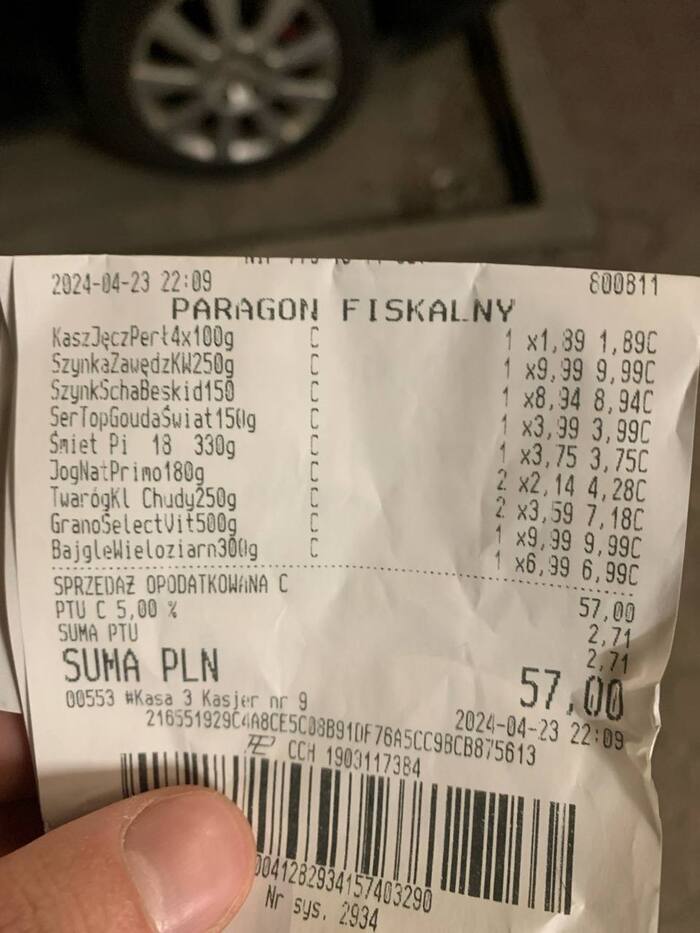 2024-04-23 22:09 800811
PARAGON FISKALNY
KaszJęczPerł4x100g C 1 x1,89 1,89C
SzynkaZawędzKW250g C 1 x9,99 9,99C
SzynkSchaBeskid150 C 1 x8,94 8,94C
SerTopGoudaŚwiat150g C 1 x3,99 3,99C
Śmiet Pi 18 330g C 1 x3,75 3,75C
JogNatPrimo180g C 2 x2,14 4,28C
TwarógKl Chudy250g C 2 x3,59 7,18C
GranoSelectVit500g C 1 x9,99 9,99C
BajgleWieloziarn300g C 1 x6,99 6,99C
SPRZEDAŻ OPODATKOWANA C 57,00
PTU C 5,00 % 2,71
SUMA PTU 2,71
SUMA PLN 57,00
00553 #Kasa 3 Kasjer nr 9 2024-04-23 22:09
216551929C4A8CE5C08B91DF76A5CC9BCB875613
CCH 1903117384
0041282934157403290
Nr sys. 2934